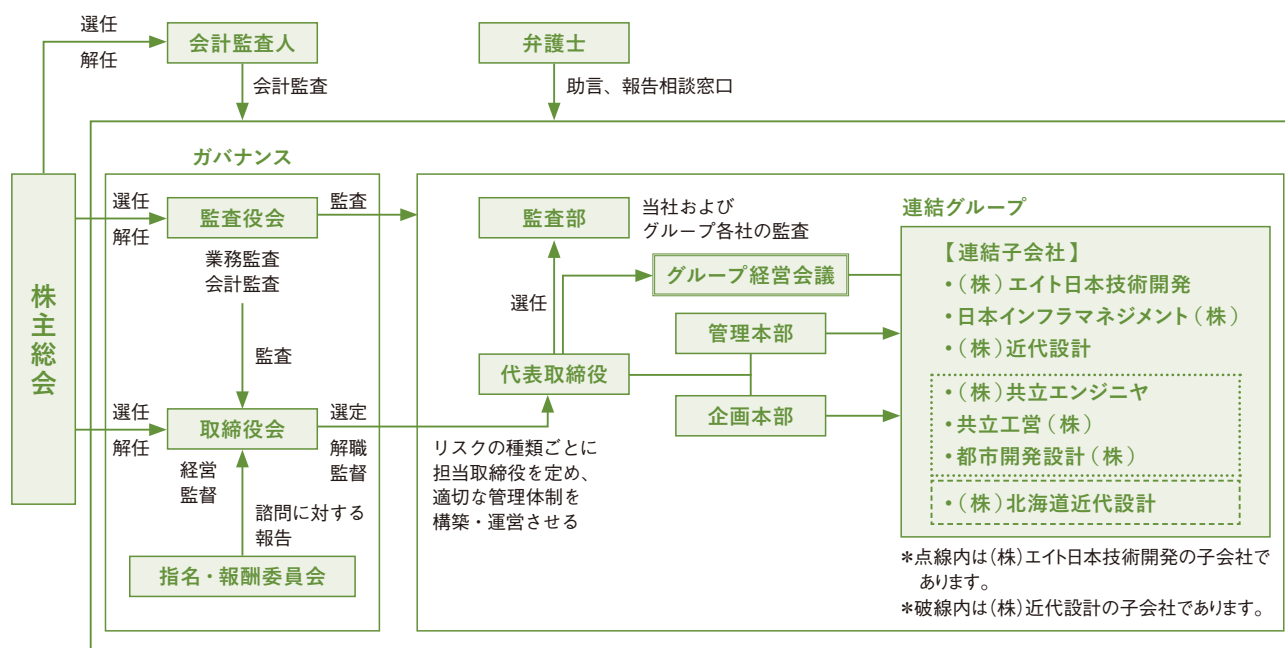 選任
解任
会計監査人
会計監査
弁護士
助言、報告相談窓口
株主総会
ガバナンス
選任
解任
監査役会
監査
業務監査
会計監査
監査
選任
解任
取締役会
選定
解職
監督
経営
監督
諮問に対する
報告
指名・報酬委員会
監査部
当社および
グループ各社の監査
選任
グループ経営会議
管理本部
代表取締役
企画本部
リスクの種類ごとに
担当取締役を定め、
適切な管理体制を
構築・運営させる
連結グループ
【連結子会社】
・(株)エイト日本技術開発
・日本インフラマネジメント(株)
・(株)近代設計
・(株)共立エンジニヤ
・共立工営(株)
・都市開発設計(株)
・(株)北海道近代設計
*点線内は(株)エイト日本技術開発の子会社で
あります。
*破線内は(株)近代設計の子会社であります。